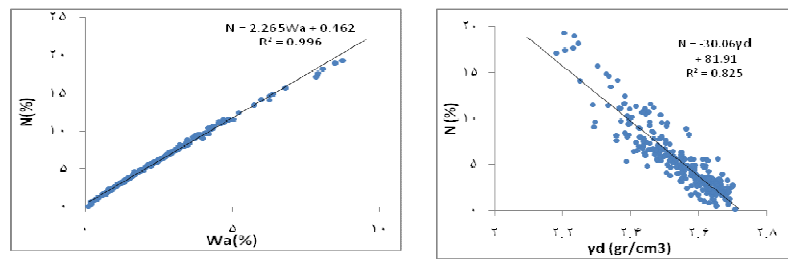 N = 2.265Wa + 0.462
R² = 0.996
N(%)
۲۵
۲۰
۱۵
۱۰
۵
۰
۰
۵
۱۰
Wa(%)
N = -30.06γd
+ 81.91
R² = 0.825
N (%)
۲۰
۱۵
۱۰
۵
۰
۲
۲.۲
۲.۴
۲.۶
۲.۸
γd (gr/cm3)